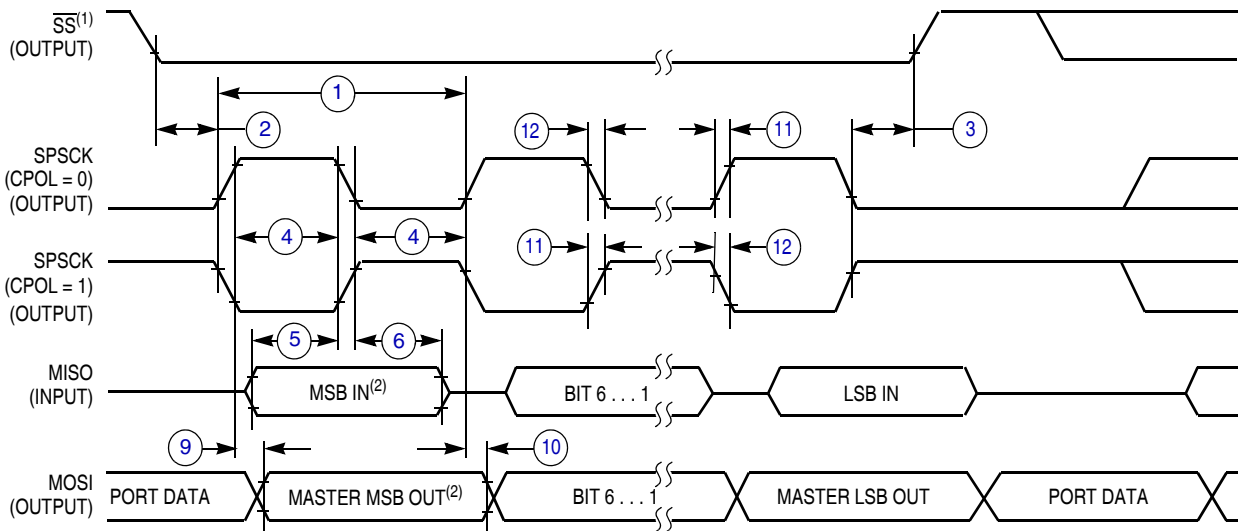 SS(1)
(OUTPUT)
1
2
12
11
3
SPSCK
(CPOL = 0)
(OUTPUT)
4
4
11
12
SPSCK
(CPOL = 1)
(OUTPUT)
5
6
MISO
(INPUT)
MSB IN(2)
BIT 6 . . . 1
LSB IN
9
10
MOSI
(OUTPUT)
PORT DATA
MASTER MSB OUT(2)
BIT 6 . . . 1
MASTER LSB OUT
PORT DATA